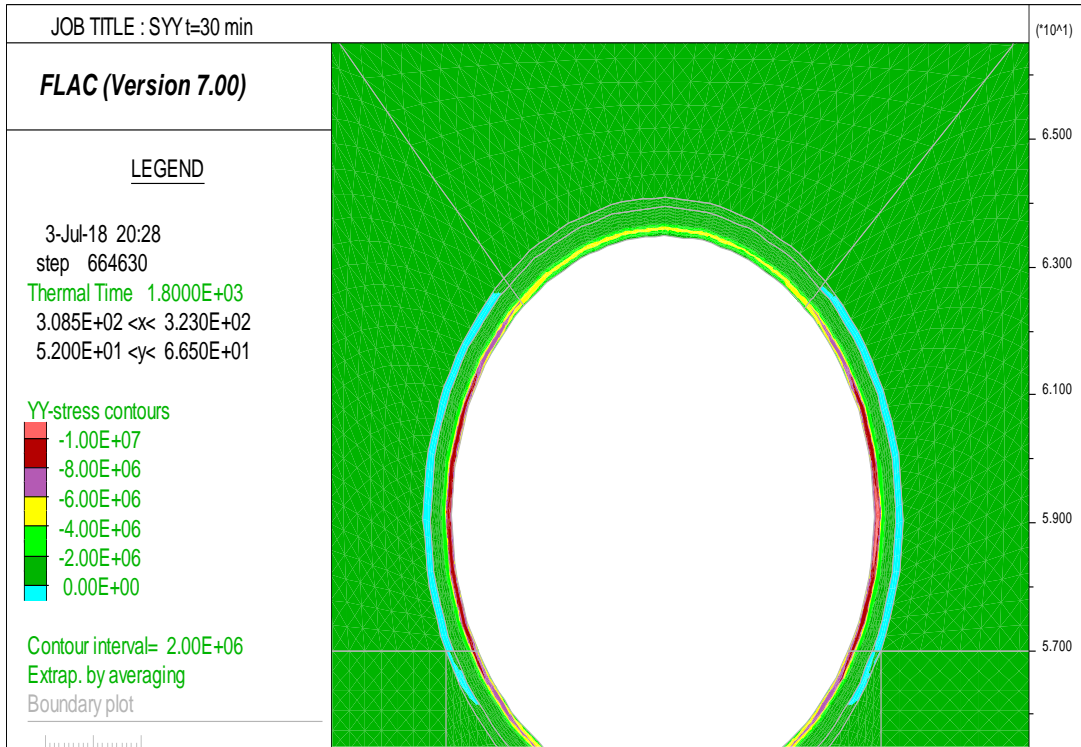 JOB TITLE : SYY t=30 min
(*10^1)
FLAC (Version 7.00)
LEGEND
3-Jul-18 20:28
step 664630
Thermal Time 1.8000E+03
3.085E+02 <x< 3.230E+02
5.200E+01 <y< 6.650E+01
YY-stress contours
-1.00E+07
-8.00E+06
-6.00E+06
-4.00E+06
-2.00E+06
0.00E+00
Contour interval= 2.00E+06
Extrap. by averaging
Boundary plot
6.500
6.300
6.100
5.900
5.700